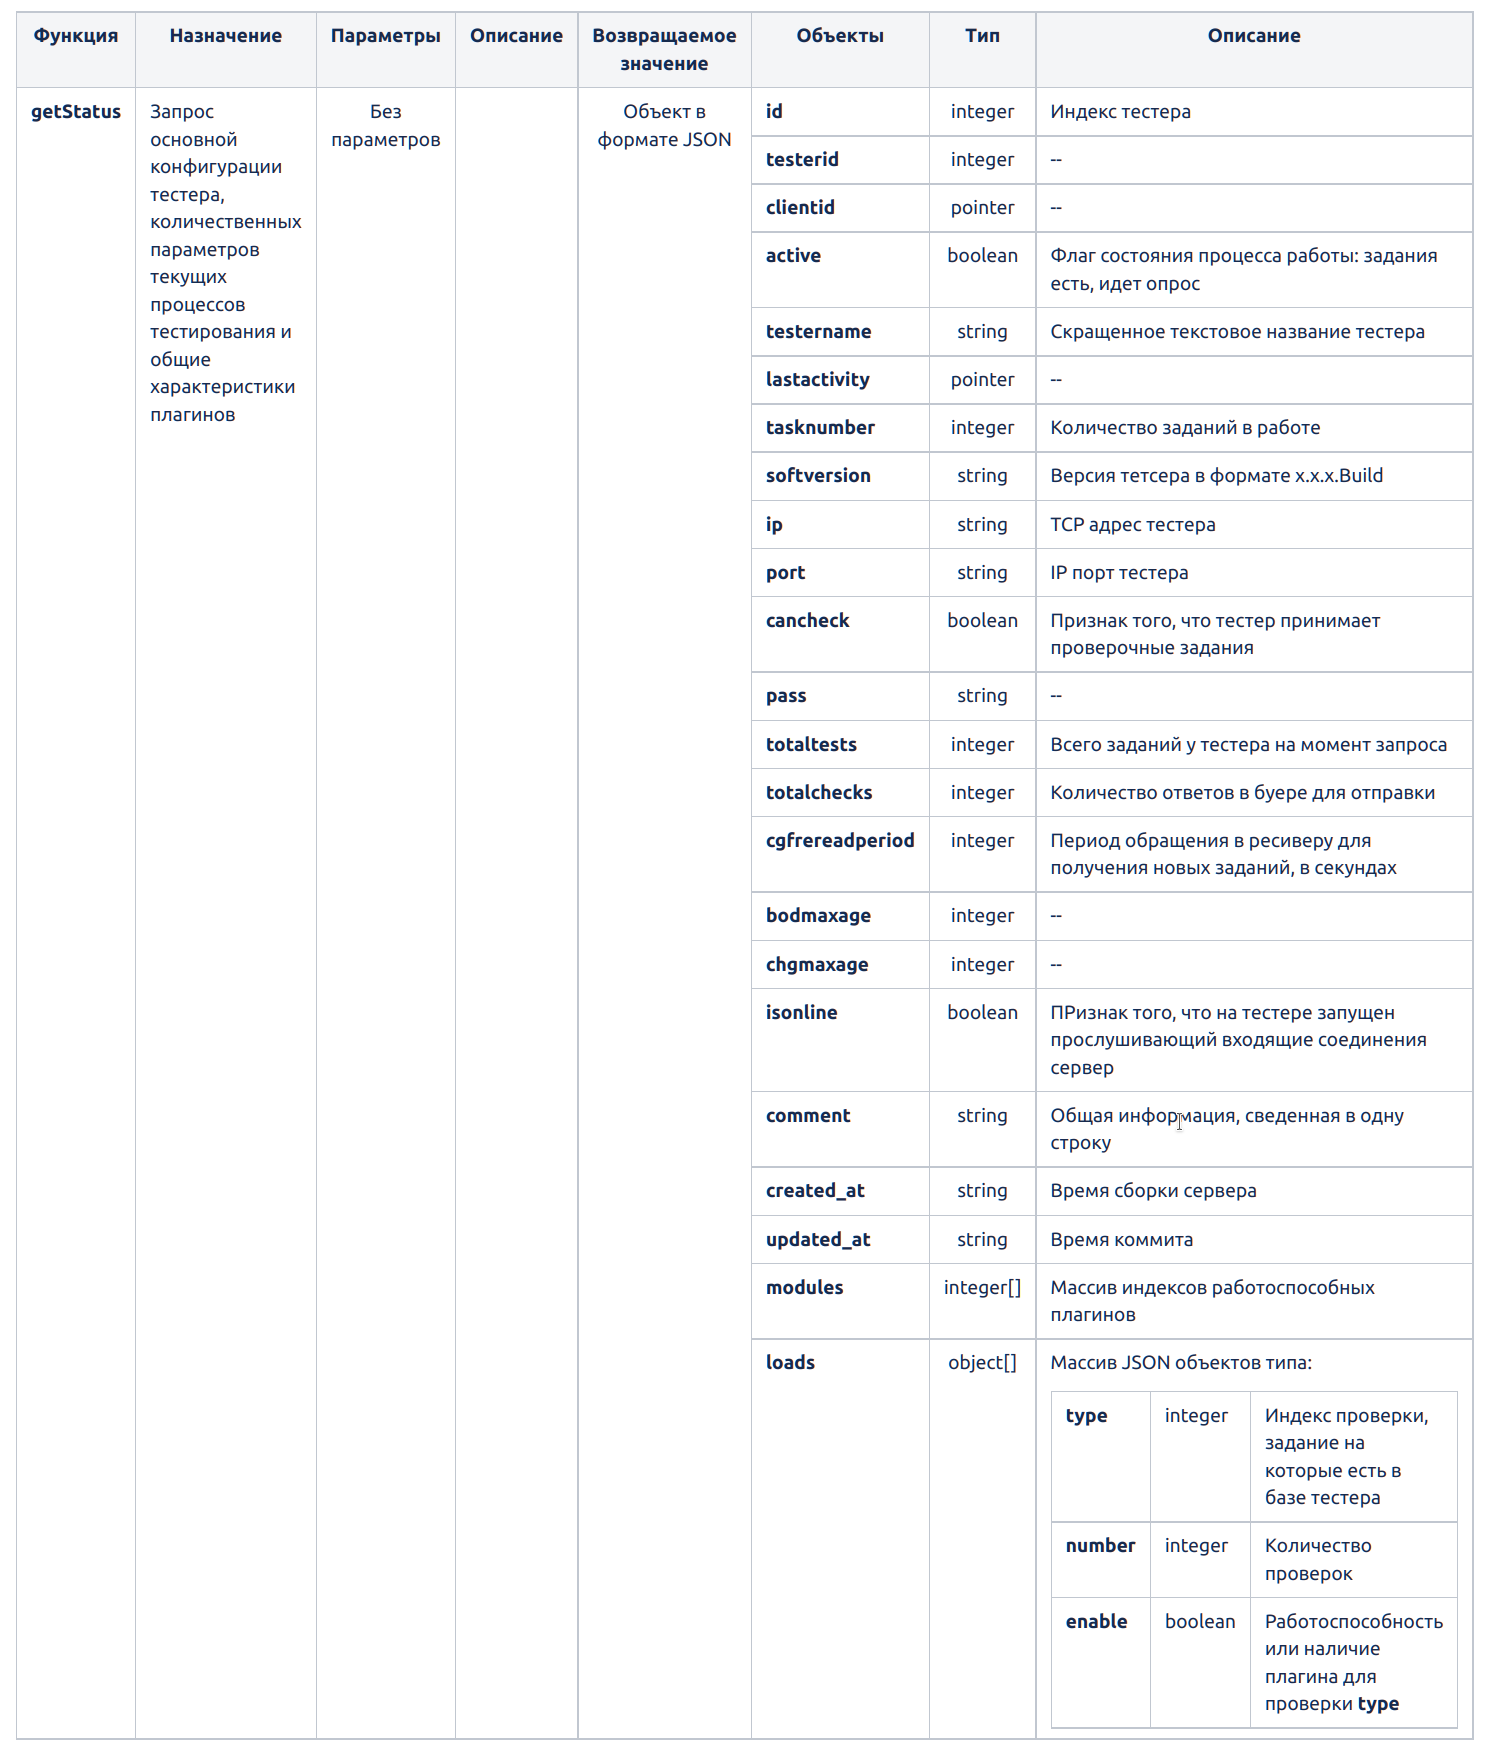 Функция
Назначение
Параметры
Описание
Возвращаемое
значение
Объекты
Тип
Описание
getStatus
Запрос
основной
конфигурации
тестера,
количественных
параметров
текущих
процессов
тестирования и
общие
характеристики
плагинов
Без
параметров
Объект в
формате JSON
id
integer
Индекс тестера
testerid
integer
--
clientid
pointer
--
active
boolean
Флаг состояния процесса работы: задания
есть, идет опрос
testername
string
Скращенное текстовое название тестера
lastactivity
pointer
--
tasknumber
integer
Количество заданий в работе
softversion
string
Версия тетсера в формате x.x.x.Build
ip
string
TCP адрес тестера
port
string
IP порт тестера
cancheck
boolean
Признак того, что тестер принимает
проверочные задания
pass
string
--
totaltests
integer
Всего заданий у тестера на момент запроса
totalchecks
integer
Количество ответов в буере для отправки
cgfrereadperiod
integer
Период обращения в ресиверу для
получения новых заданий, в секундах
bodmaxage
integer
--
chgmaxage
integer
--
isonline
boolean
ПРизнак того, что на тестере запущен
прослушивающий входящие соединения
сервер
comment
string
Общая информация, сведенная в одну
строку
created_at
string
Время сборки сервера
updated_at
string
Время коммита
modules
integer[]
Массив индексов работоспособных
плагинов
loads
object[]
Массив JSON объектов типа:
type
integer
Индекс проверки,
задание на
которые есть в
базе тестера
number
integer
Количество
проверок
enable
boolean
Работоспособность
или наличие
плагина для
проверки type